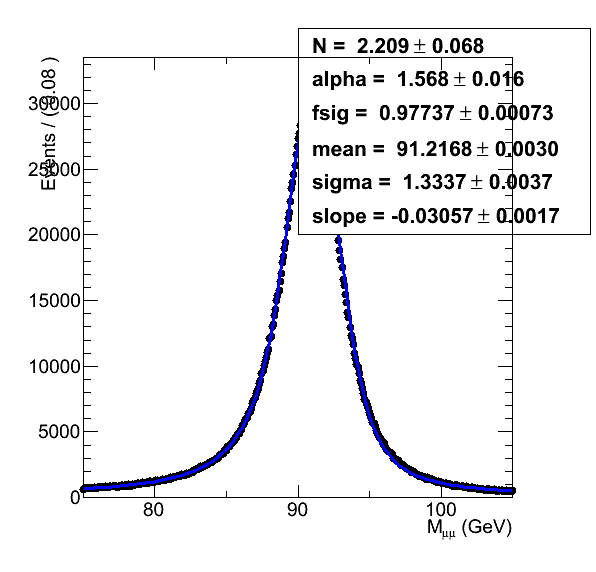 N = 2.209 ± 0.068
alpha = 1.568 ± 0.016
fsig = 0.97737 ± 0.00073
mean = 91.2168 ± 0.0030
sigma = 1.3337 ± 0.0037
slope = -0.03057 ± 0.0017
Events / ( 0.08 )
30000
25000
20000
15000
10000
5000
0
80 90 100
Mμμ (GeV)